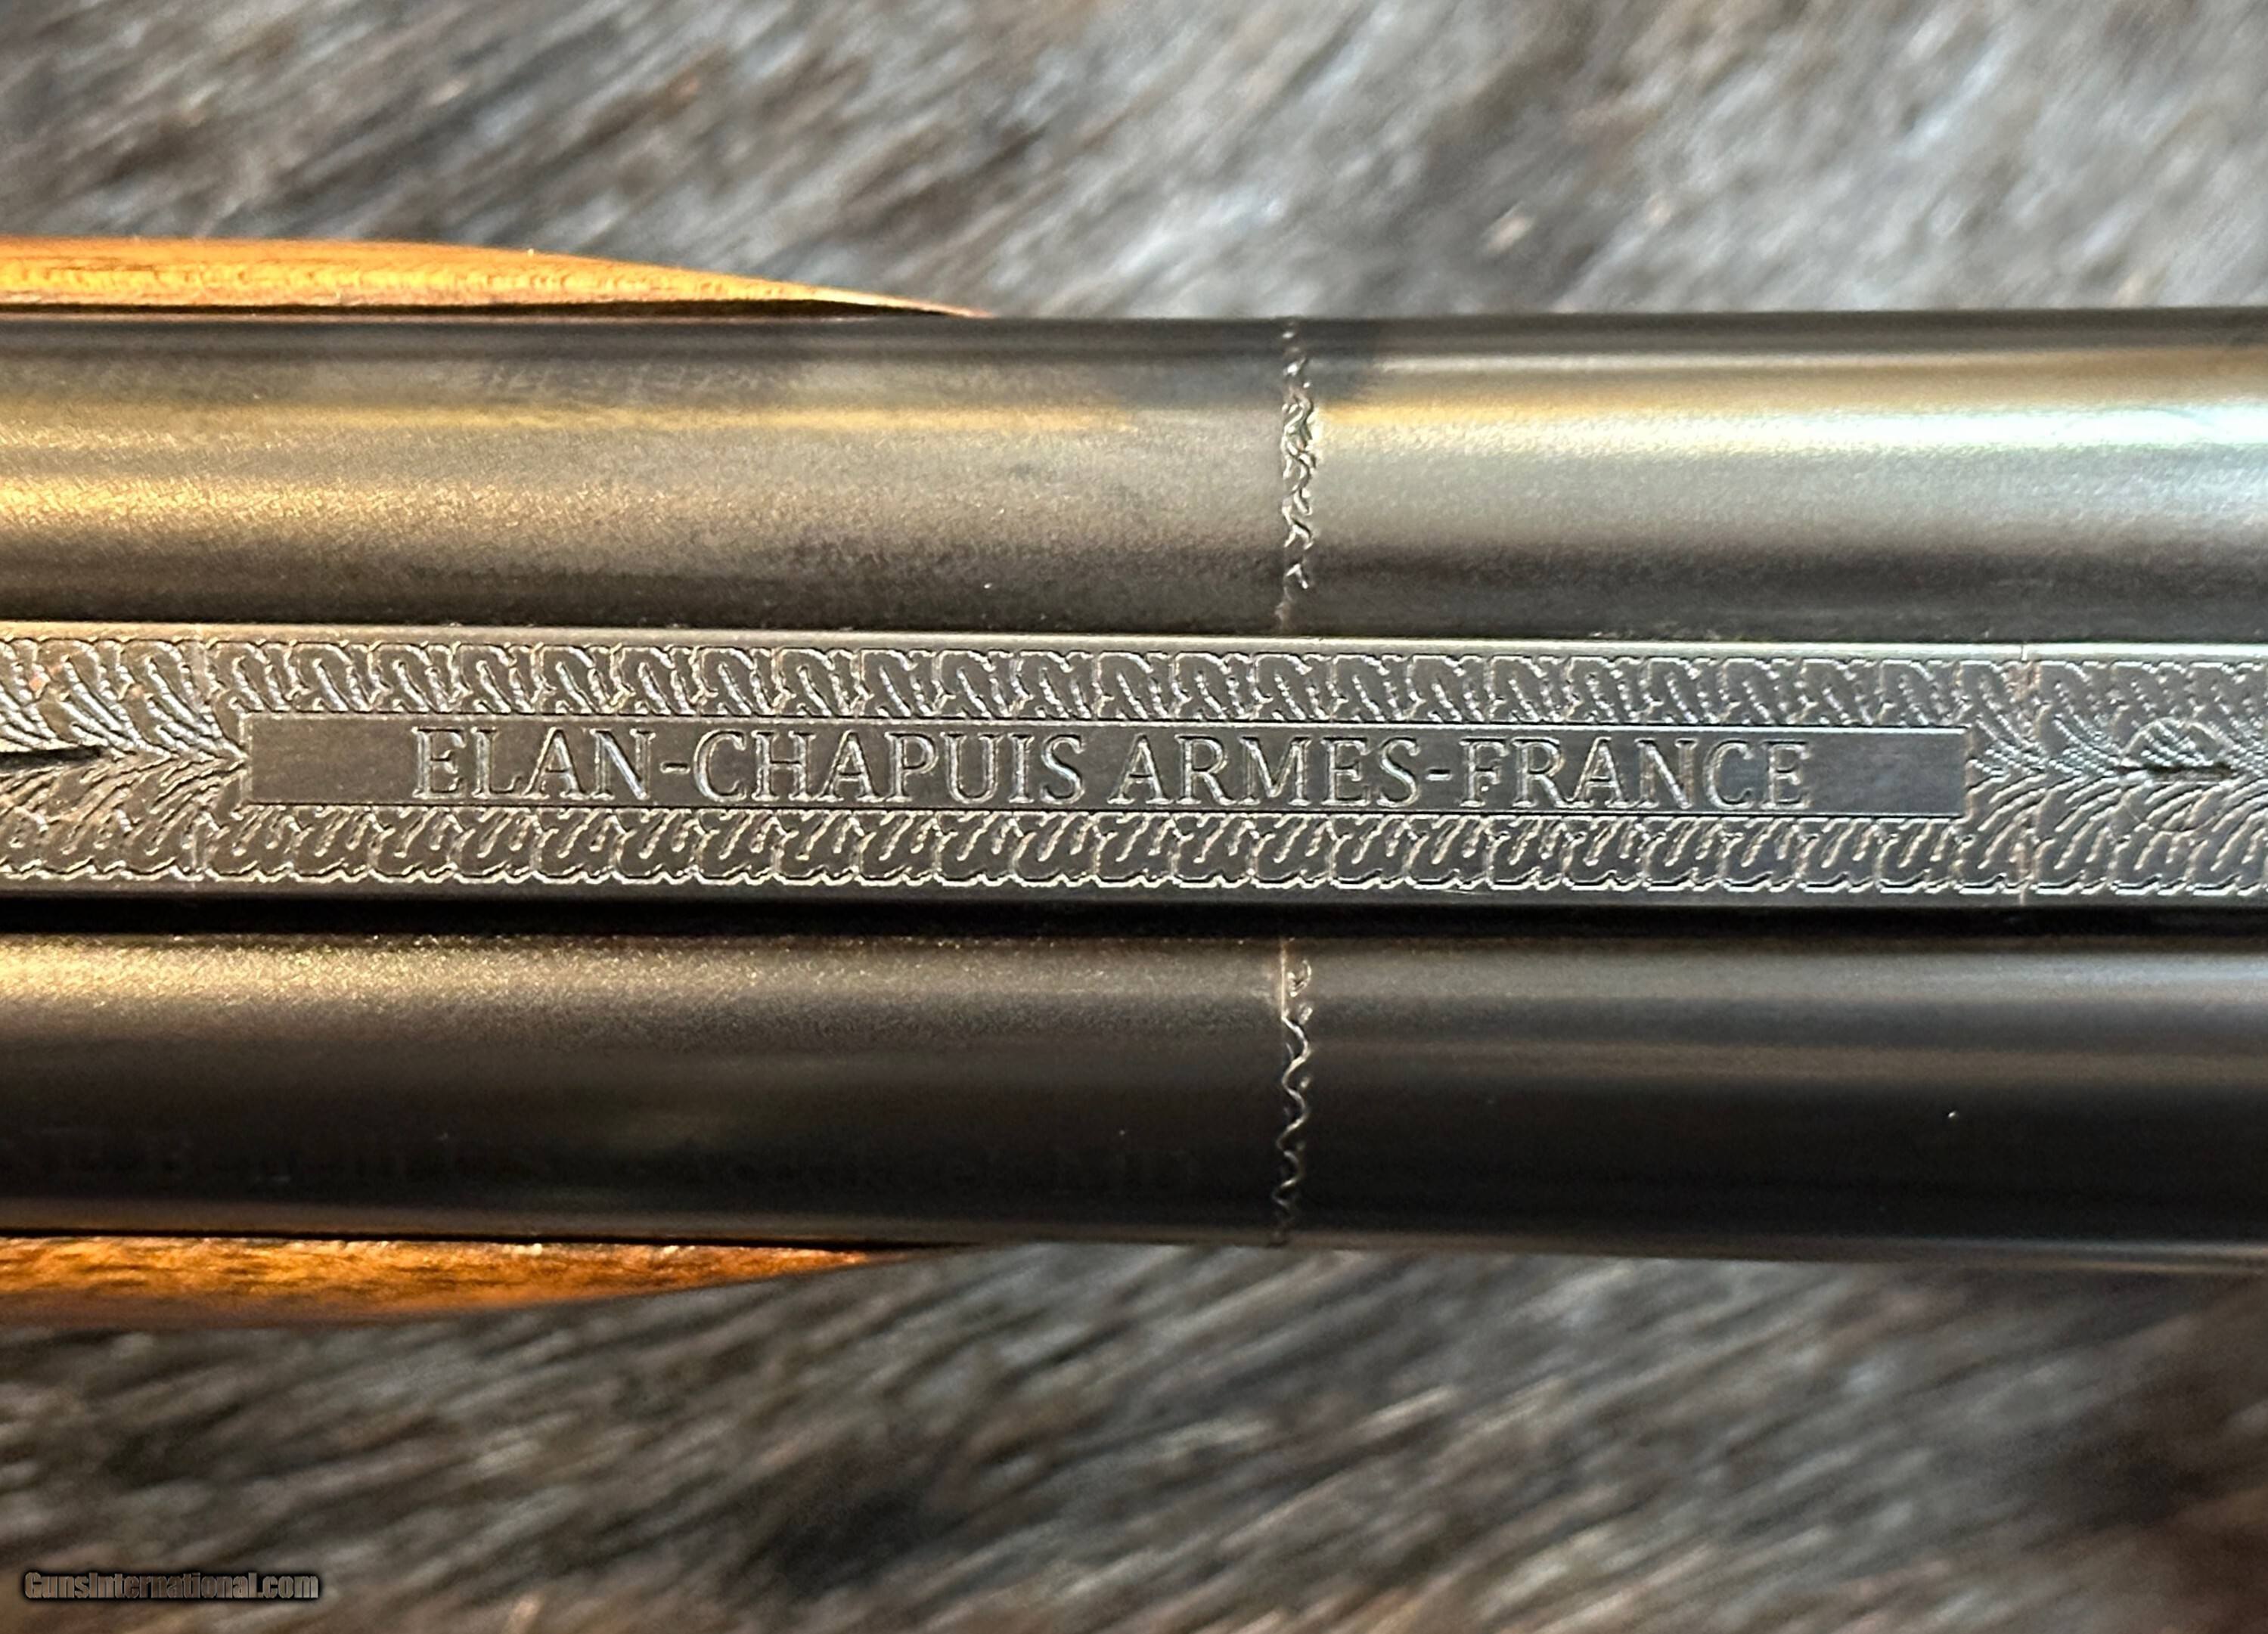 ELAN-CHAPUIS ARMES-FRANCE
GunsInternational.com